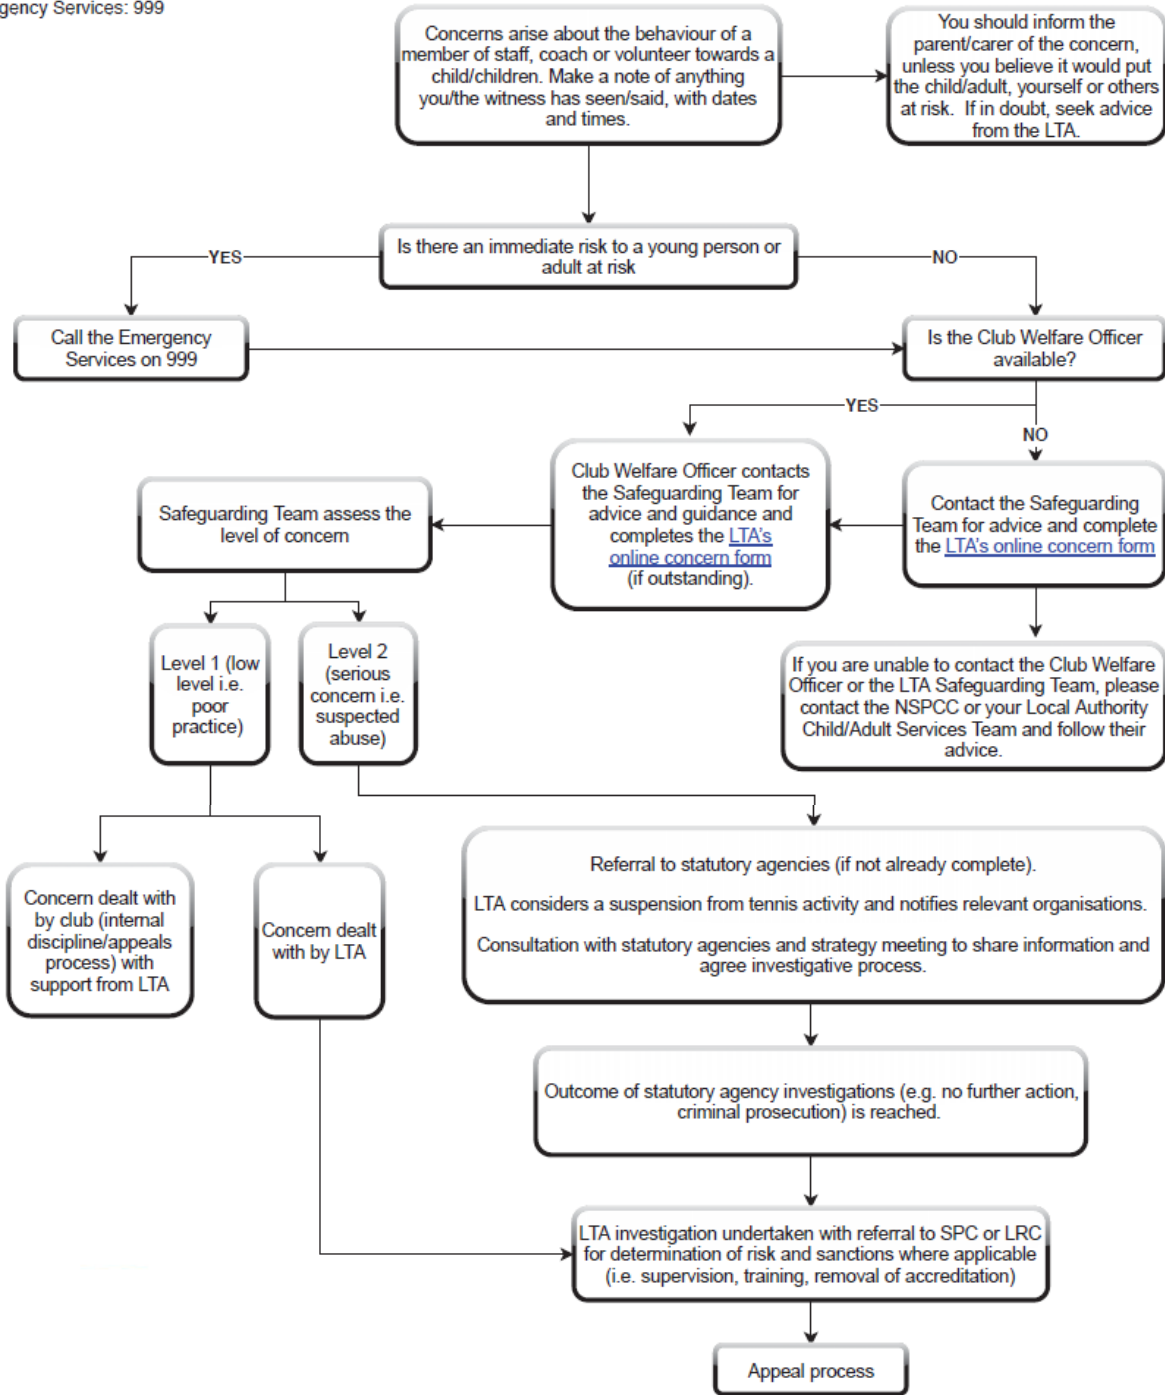 gency Services: 999
Concerns arise about the behaviour of a
member of staff, coach or volunteer towards a
child/children. Make a note of anything
you/the witness has seen/said, with dates
and times.
You should inform the
parent/carer of the concern,
unless you believe it would put
the child/adult, yourself or others
at risk. If in doubt, seek advice
from the LTA.
Is there an immediate risk to a young person or
adult at risk
YES
NO
Call the Emergency
Services on 999
Is the Club Welfare Officer
available?
YES
NO
Club Welfare Officer contacts
the Safeguarding Team for
advice and guidance and
completes the LTA's
online concern form
(if outstanding).
Contact the Safeguarding
Team for advice and complete
the LTA's online concern form
Safeguarding Team assess the
level of concern
Level 1 (low
level i.e.
poor
practice)
Level 2
(serious
concern i.e.
suspected
abuse)
If you are unable to contact the Club Welfare
Officer or the LTA Safeguarding Team, please
contact the NSPCC or your Local Authority
Child/Adult Services Team and follow their
advice.
Concern dealt with
by club (internal
discipline/appeals
process) with
support from LTA
Concern dealt
with by LTA
Referral to statutory agencies (if not already complete).
LTA considers a suspension from tennis activity and notifies relevant organisations.
Consultation with statutory agencies and strategy meeting to share information and
agree investigative process.
Outcome of statutory agency investigations (e.g. no further action,
criminal prosecution) is reached.
LTA investigation undertaken with referral to SPC or LRC
for determination of risk and sanctions where applicable
(i.e. supervision, training, removal of accreditation)
Appeal process